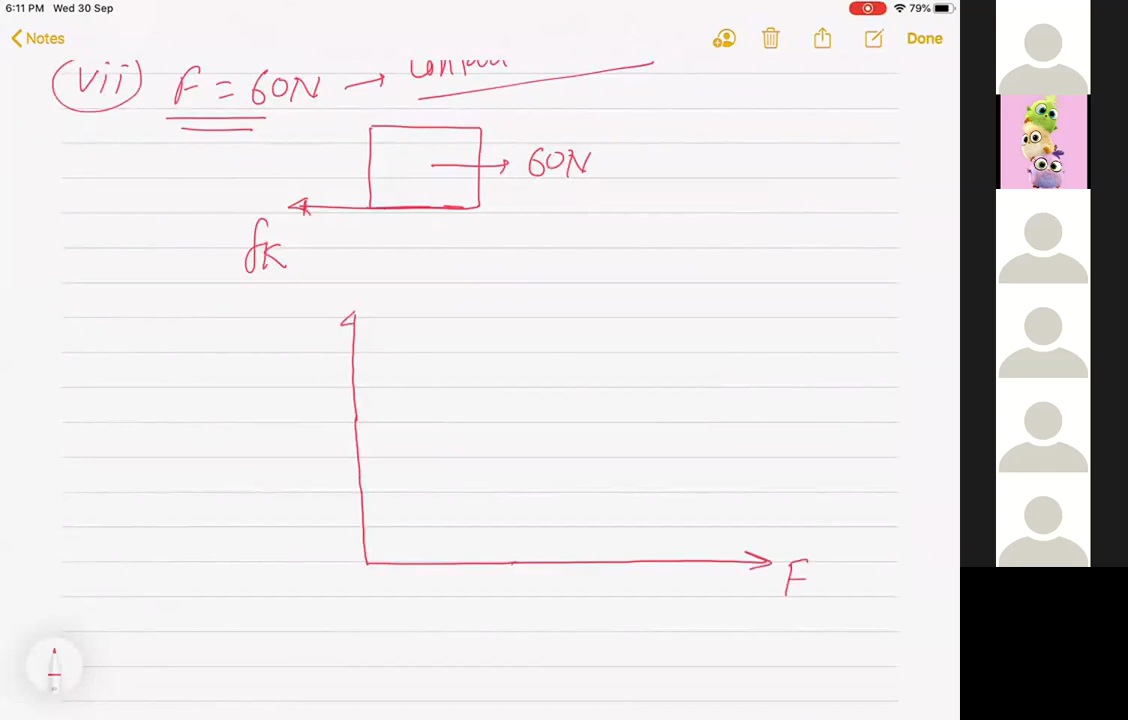 6:11 PM Wed 30 Sep
79%
Notes
Done
(vii) F = 60N →
60N
fK
F